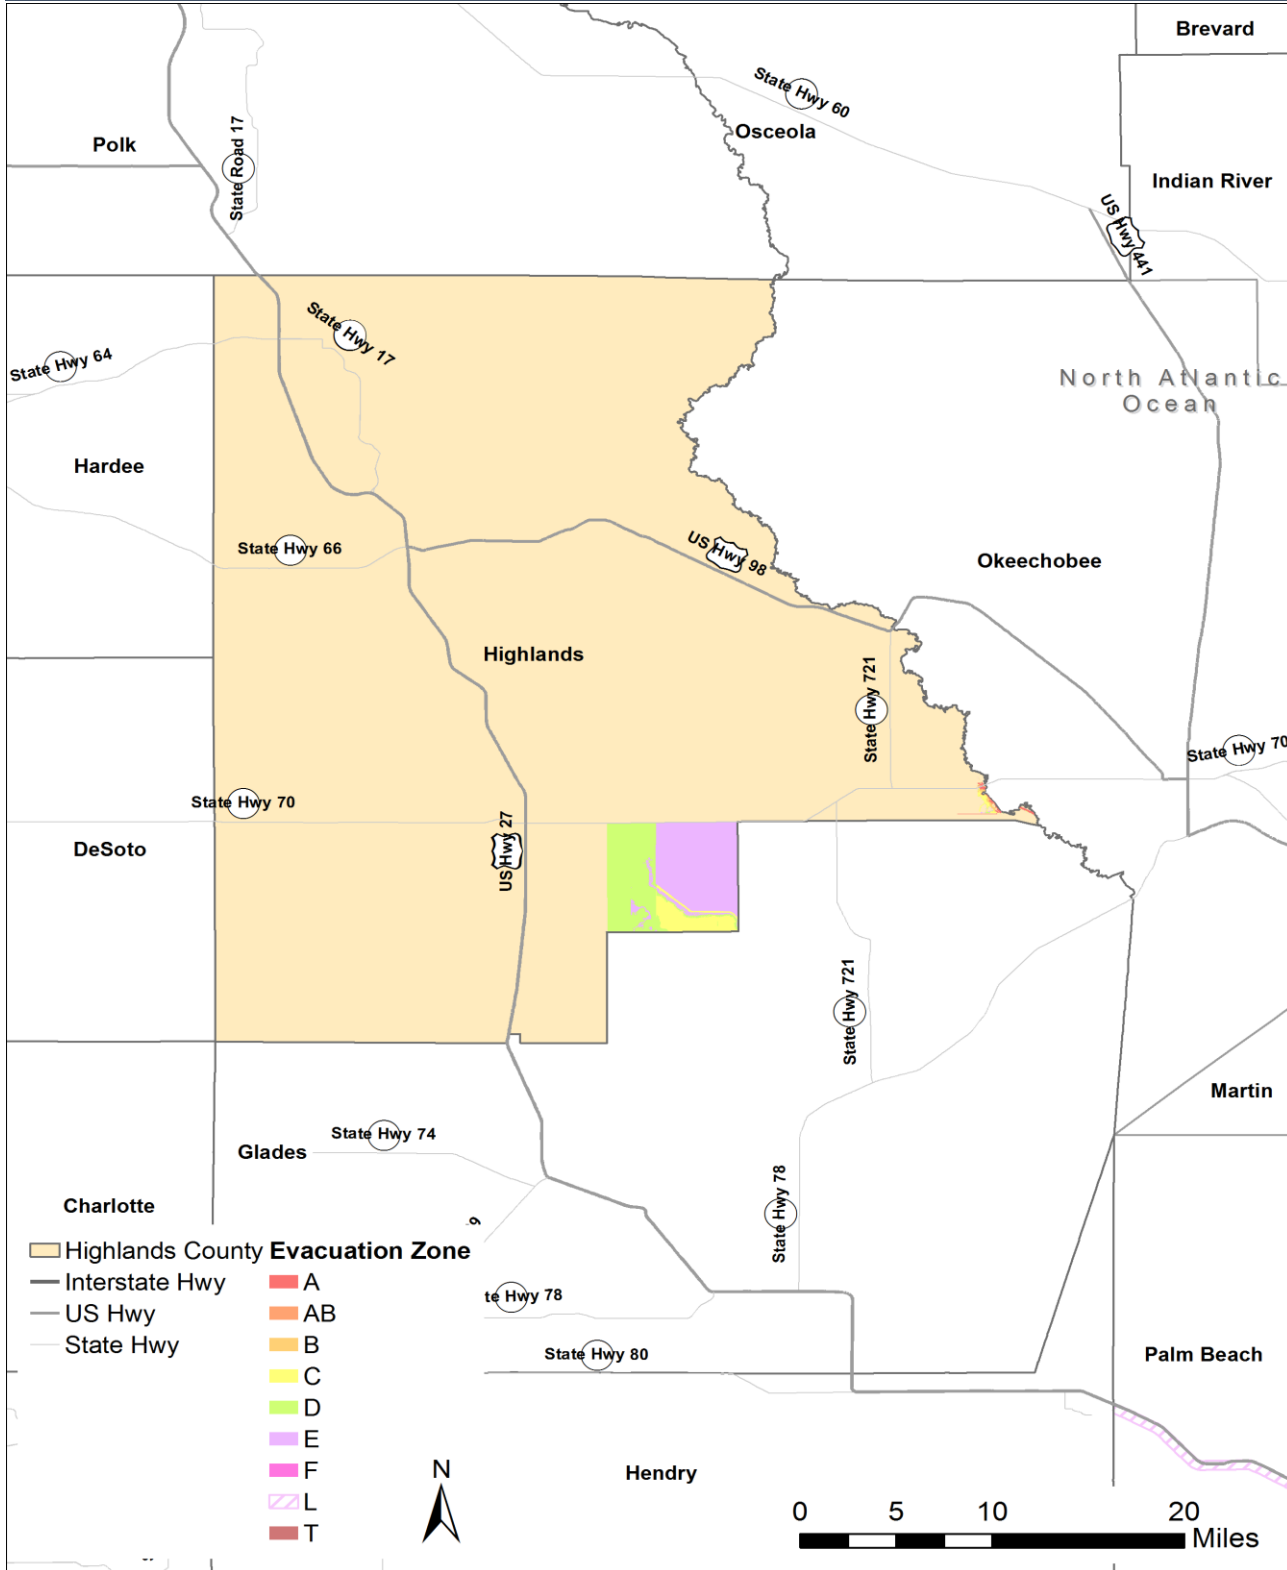 Brevard
State Hwy 60
Osceola
Polk
State Road 17
Indian River
US Hwy 441
State Hwy 17
State Hwy 64
North Atlantic
Ocean
Hardee
State Hwy 66
US Hwy 98
Okeechobee
Highlands
State Hwy 721
State Hwy 70
State Hwy 70
US Hwy 27
DeSoto
State Hwy 721
Martin
State Hwy 74
Glades
State Hwy 78
Charlotte
9
Highlands County
Interstate Hwy
US Hwy
State Hwy
Evacuation Zone
A
AB
B
C
D
E
F
L
T
te Hwy 78
State Hwy 80
Palm Beach
Hendry
N
0 5 10 20
Miles